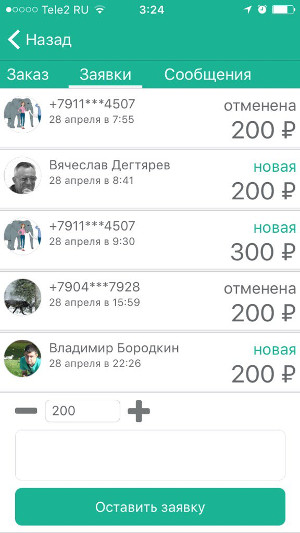 Tele2 RU 3:24
Назад
Заказ Заявки Сообщения
+7911***4507 отменена
28 апреля в 7:55 200 ₽
Вячеслав Дегтярев новая
28 апреля в 8:41 200 ₽
+7911***4507 новая
28 апреля в 9:30 300 ₽
+7904***7928 отменена
28 апреля в 15:59 200 ₽
Владимир Бородкин новая
28 апреля в 22:26 200 ₽
200
Оставить заявку